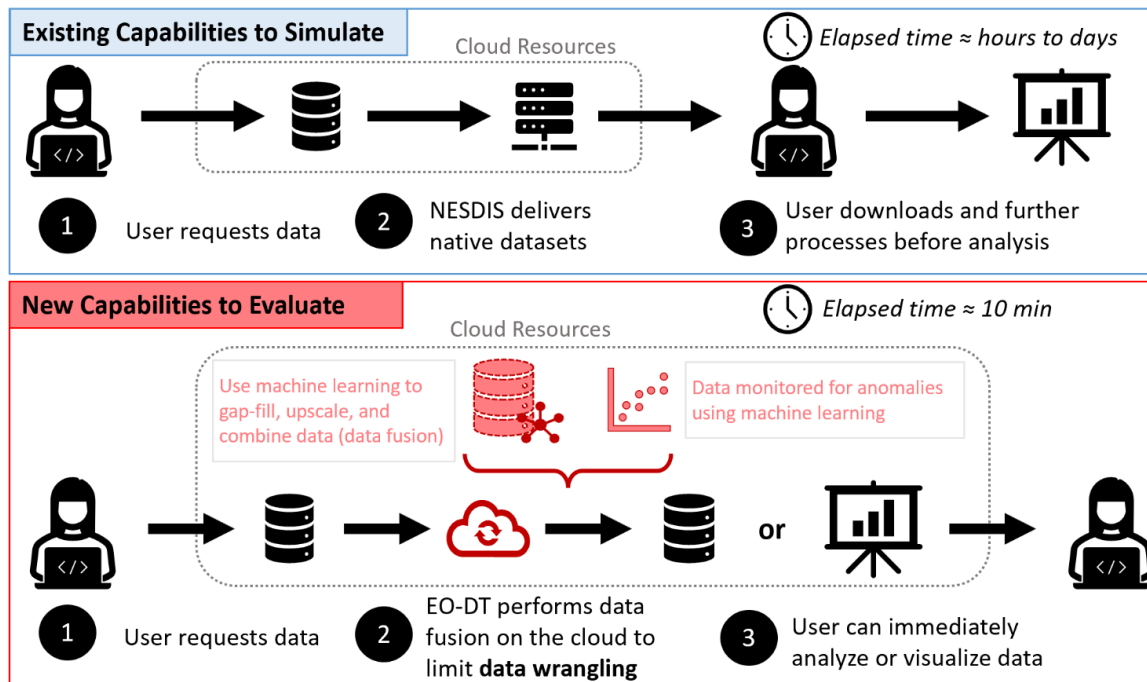 Existing Capabilities to Simulate
Cloud Resources
Elapsed time ≈ hours to days
</>
</>
1
User requests data
2
NESDIS delivers
native datasets
3
User downloads and further
processes before analysis
New Capabilities to Evaluate
Cloud Resources
Elapsed time ≈ 10 min
Use machine learning to
gap-fill, upscale, and
combine data (data fusion)
Data monitored for anomalies
using machine learning
or
</>
</>
1
User requests data
2
EO-DT performs data
fusion on the cloud to
limit data wrangling
3
User can immediately
analyze or visualize data